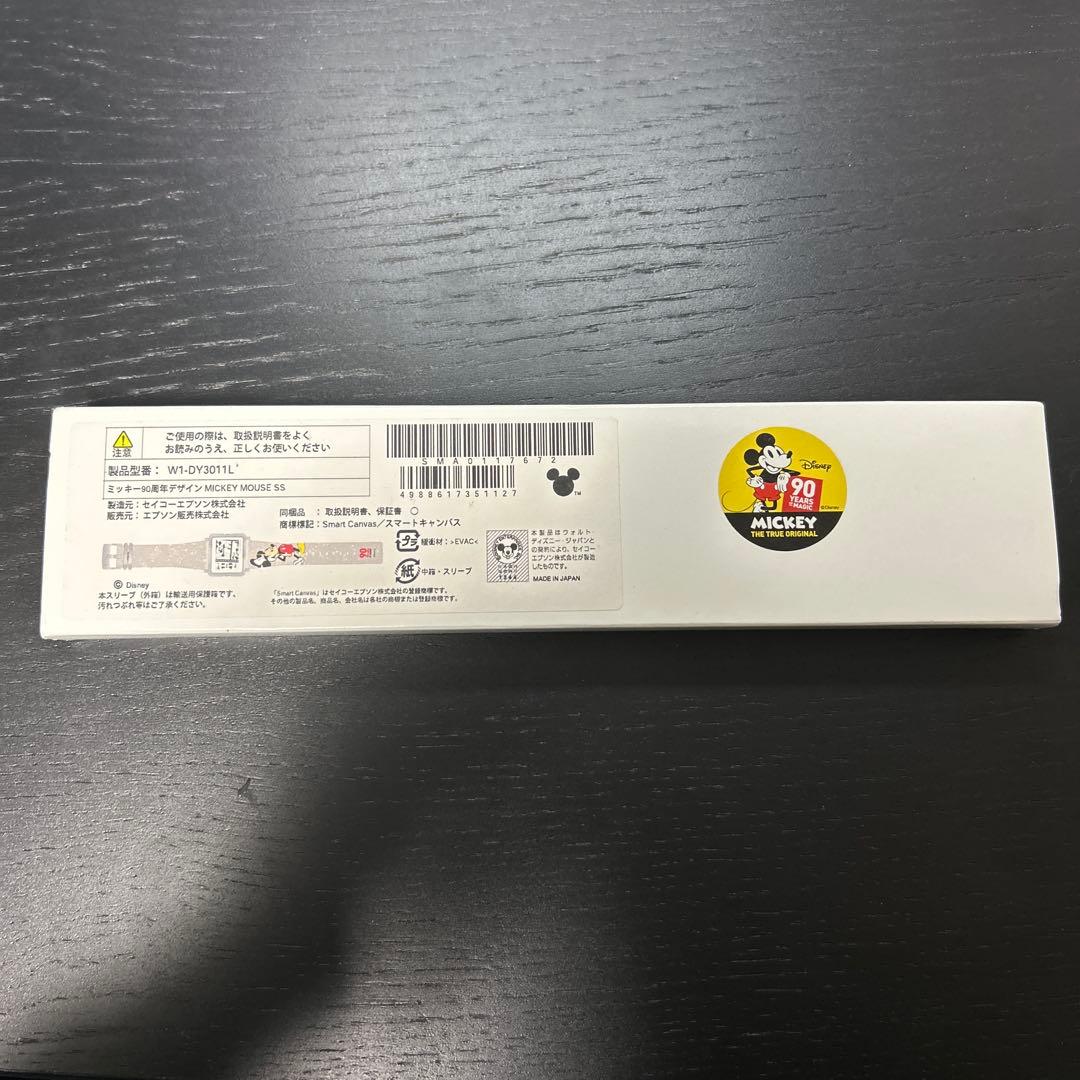 注意
ご使用の際は、取扱説明書をよく
お読みのうえ、正しくお使いください
製品型番： W1-DY3011L
ミッキー90周年デザイン MICKEY MOUSE SS
製造元：セイコーエプソン株式会社
販売元：エプソン販売株式会社
SMA0117672
4988617351127
TM
同梱品 ：取扱説明書、保証書 ○
商標標記：Smart Canvas／スマートキャンバス
90
© Disney
本スリーブ（外箱）は輸送用保護箱です、
汚れつぶれ等はご了承ください。
プラ 緩衝材：>EVAC<
紙 中箱・スリーブ
「Smart Canvas」はセイコーエプソン株式会社の登録商標です。
その他の製品名、商品名、会社名は各社の商標または登録商標です。
本製品はウォルト・
ディズニー・ジャパンと
の契約により、セイコー
エプソン株式会社が製造
したものです。
MADE IN JAPAN
Disney
90
YEARS
OF MAGIC
©Disney
MICKEY
THE TRUE ORIGINAL